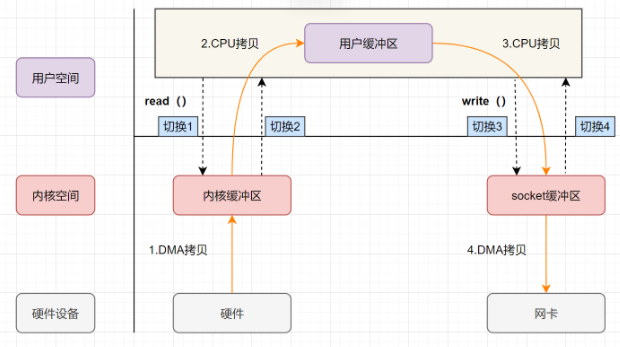 2.CPU拷贝
用户缓冲区
3.CPU拷贝
用户空间
read（）
write（）
切换1
切换2
切换3
切换4
内核空间
内核缓冲区
socket缓冲区
1.DMA拷贝
4.DMA拷贝
硬件设备
硬件
网卡